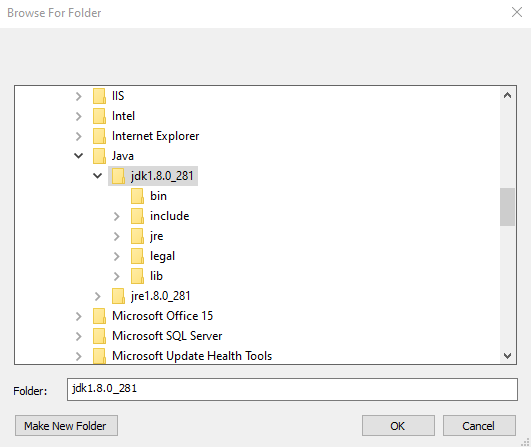 Browse For Folder
IIS
Intel
Internet Explorer
Java
jdk1.8.0_281
bin
include
jre
legal
lib
jre1.8.0_281
Microsoft Office 15
Microsoft SQL Server
Microsoft Update Health Tools
Folder: jdk1.8.0_281
Make New Folder OK Cancel